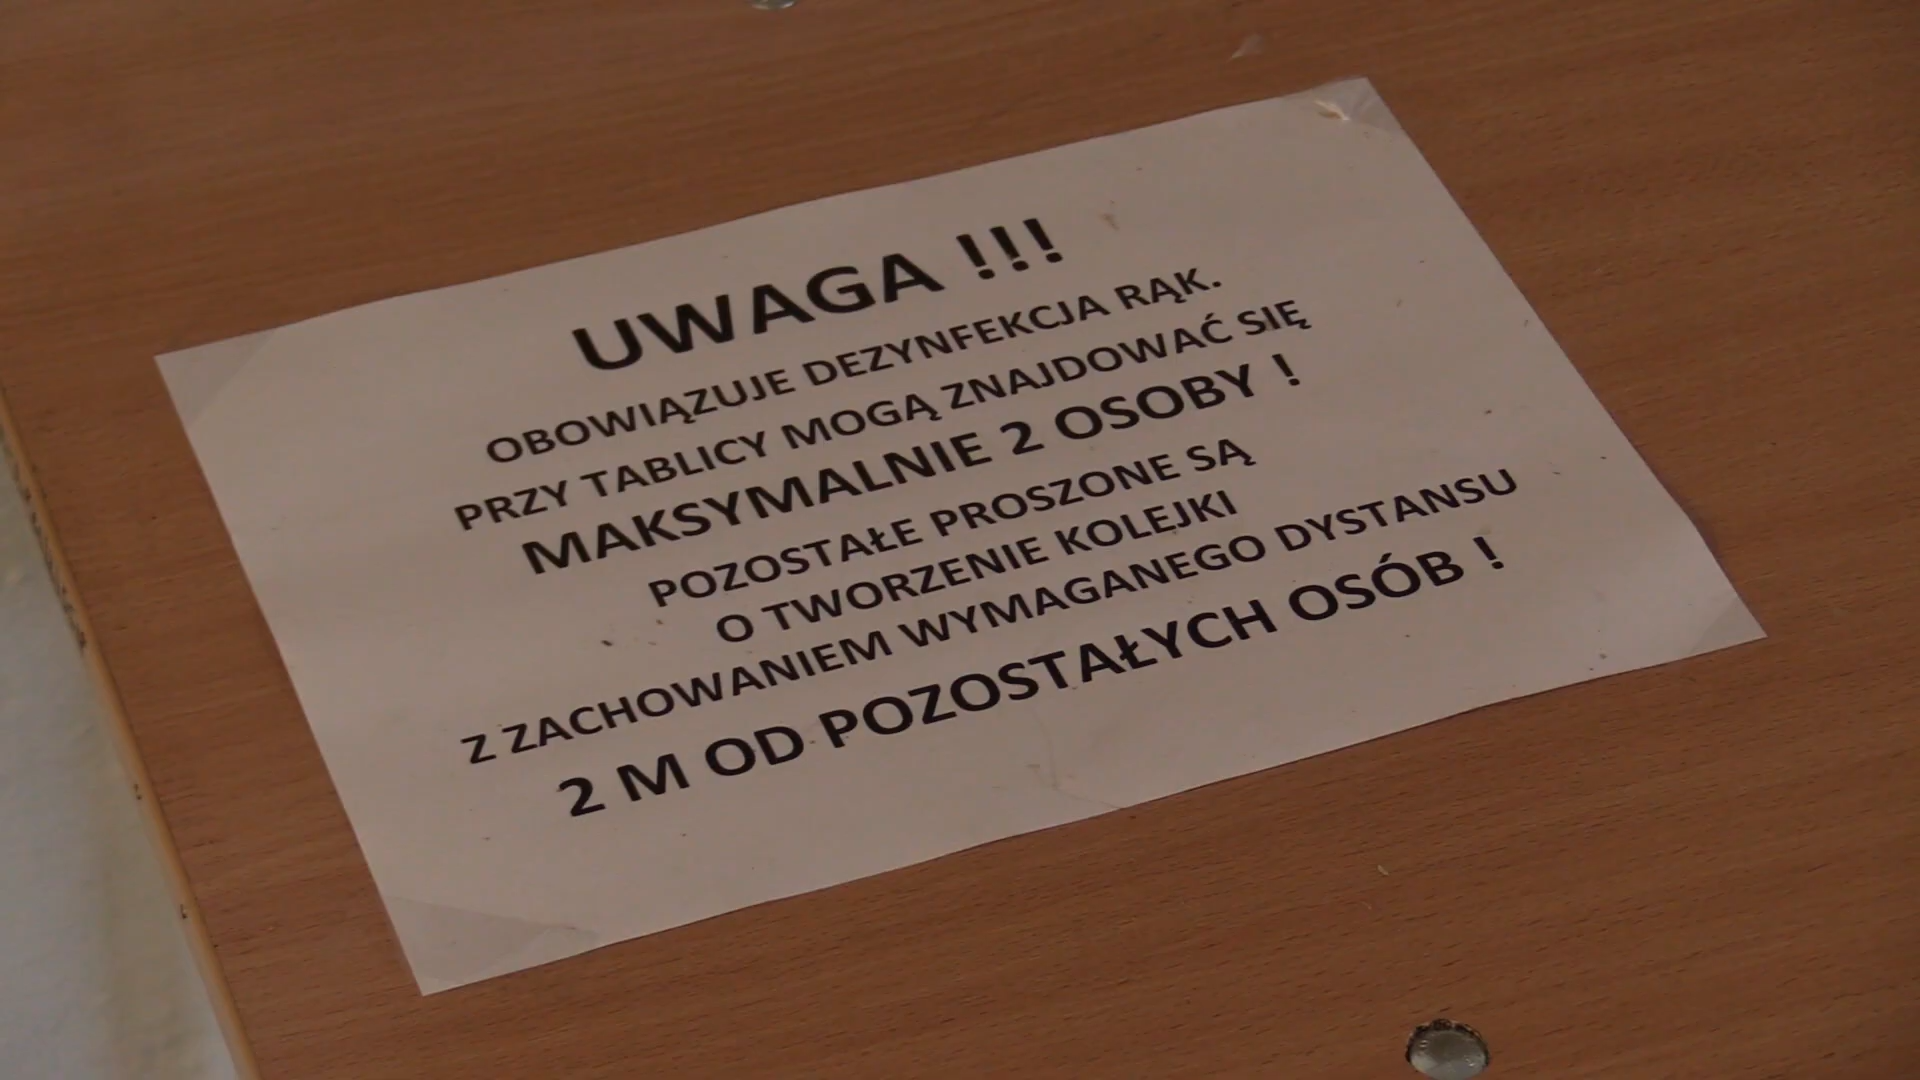 UWAGA !!!
OBOWIĄZUJE DEZYNFEKCJA RĄK.
PRZY TABLICY MOGĄ ZNAJDOWAĆ SIĘ
MAKSYMALNIE 2 OSOBY !
POZOSTAŁE PROSZONE SĄ
O TWORZENIE KOLEJKI
Z ZACHOWANIEM WYMAGANEGO DYSTANSU
2 M OD POZOSTAŁYCH OSÓB !